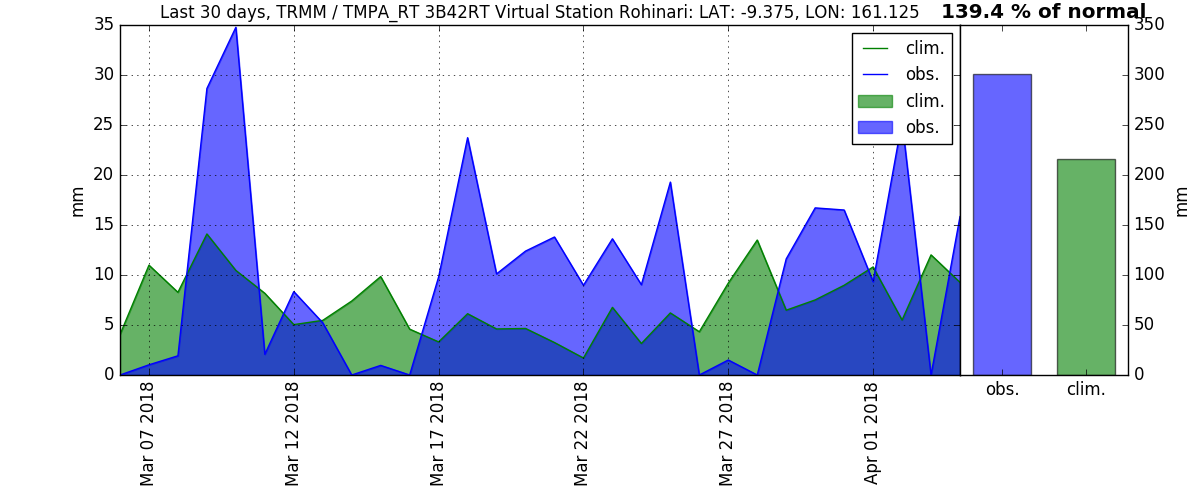 Last 30 days, TRMM / TMPA_RT 3B42RT Virtual Station Rohinari: LAT: -9.375, LON: 161.125
139.4 % of normal
35
30
25
20
15
10
5
0
mm
clim.
obs.
clim.
obs.
350
300
250
200
150
100
50
0
mm
obs.
clim.
Mar 07 2018
Mar 12 2018
Mar 17 2018
Mar 22 2018
Mar 27 2018
Apr 01 2018